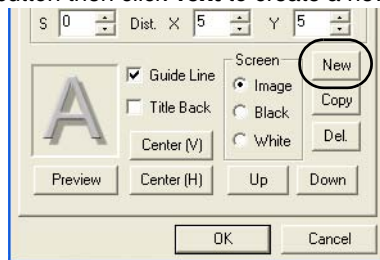 button then click Text to create a new
S 0 Dist. X 5 Y 5
Guide Line
Title Back
Screen
Image
Black
White
New
Copy
Del.
A
Center (V)
Preview
Center (H)
Up
Down
OK
Cancel